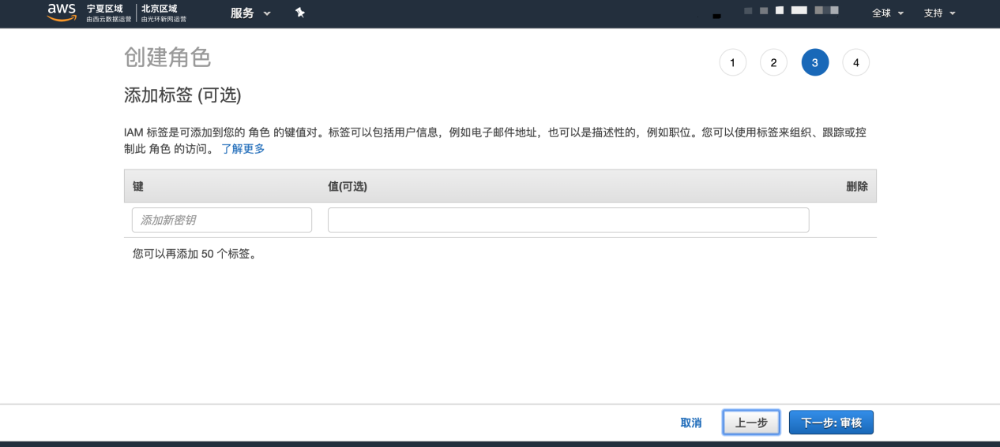 aws 宁夏区域 北京区域 服务 全球 支持
由西云数据运营 由光环新网运营
创建角色
1 2 3 4
添加标签 (可选)
IAM 标签是可添加到您的 角色 的键值对。标签可以包括用户信息，例如电子邮件地址，也可以是描述性的，例如职位。您可以使用标签来组织、跟踪或控
制此 角色 的访问。 了解更多
键 值(可选) 删除
添加新密钥
您可以再添加 50 个标签。
取消 上一步 下一步: 审核